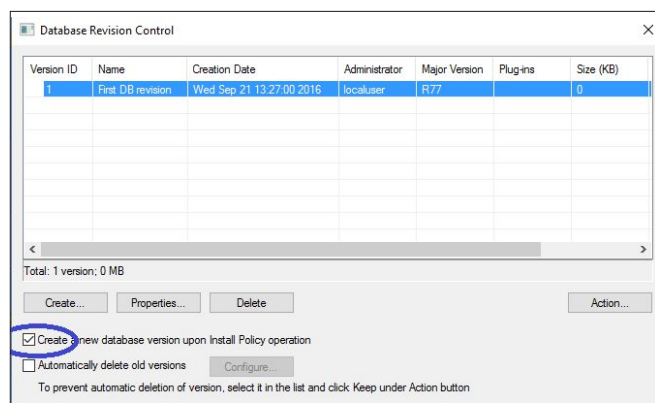 Database Revision Control
Version ID Name Creation Date Administrator Major Version Plug-ins Size (KB)
1 First DB revision Wed Sep 21 13:27:00 2016 localuser R77 0
Total: 1 version; 0 MB
Create... Properties... Delete Action...
Create a new database version upon Install Policy operation
Automatically delete old versions Configure...
To prevent automatic deletion of version, select it in the list and click Keep under Action button